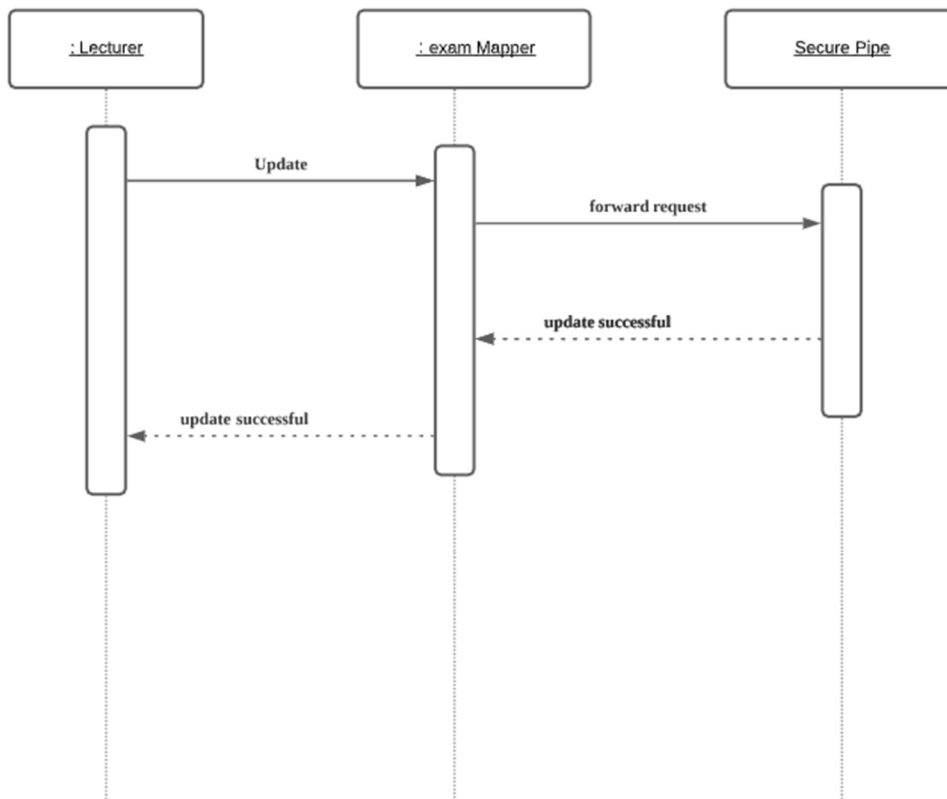 : Lecturer
: exam Mapper
Secure Pipe
Update
forward request
update successful
update successful